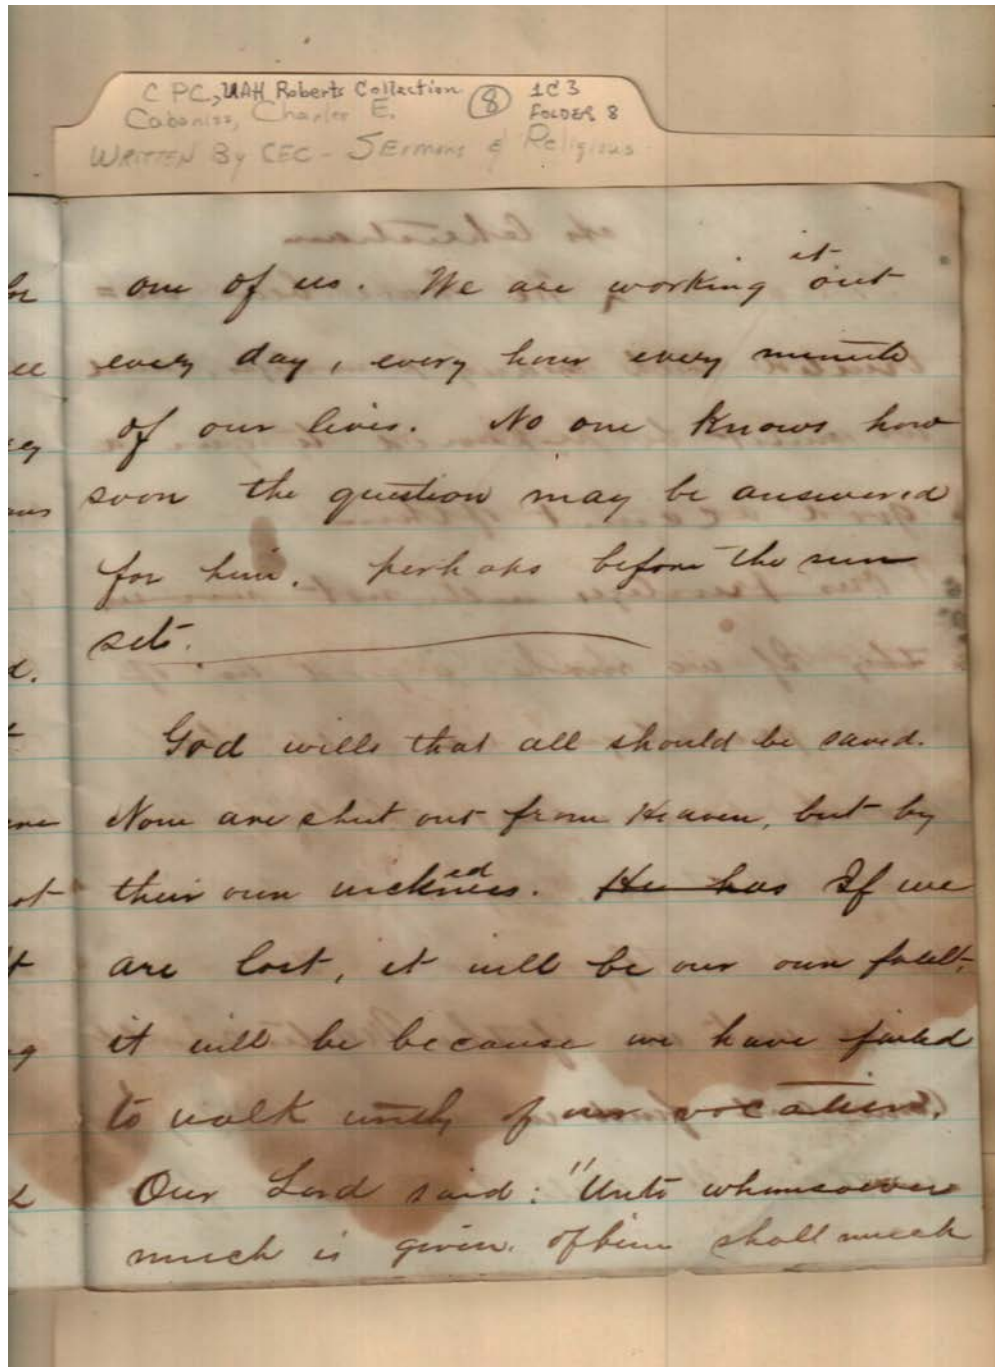 C PC, UAH Roberts Collection 8 1C3
Cabaniss, Charles E. FOLDER 8
WRITTEN By CEC - SErmons & Religious
one of us. We are working it out
every day, every hour every minute
of our lives. No one knows how
soon the question may be answered
for him. perhaps before the sun
sets.
God wills that all should be saved.
None are shut out from Heaven, but by
their own wickedness. He has If we
are lost, it will be our own fault,
it will be because we have failed
to walk worthy of our vocation.
Our Lord said: "Unto whomsoever
much is given, of him shall much